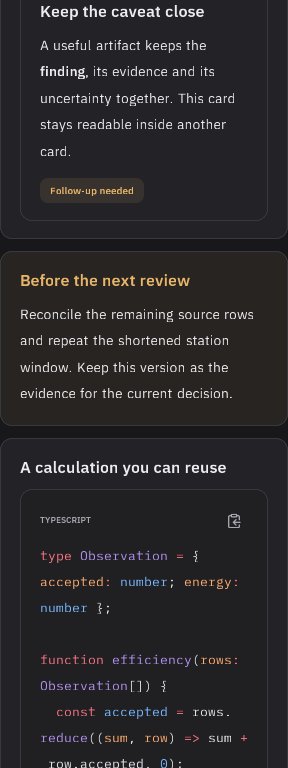 Keep the caveat close
A useful artifact keeps the
finding, its evidence and its
uncertainty together. This card
stays readable inside another
card.
Follow-up needed
Before the next review
Reconcile the remaining source rows
and repeat the shortened station
window. Keep this version as the
evidence for the current decision.
A calculation you can reuse
TYPESCRIPT
type Observation = {
accepted: number; energy:
number };
function efficiency(rows:
Observation[]) {
  const accepted = rows.
reduce((sum, row) => sum +
 row.accepted, 0);